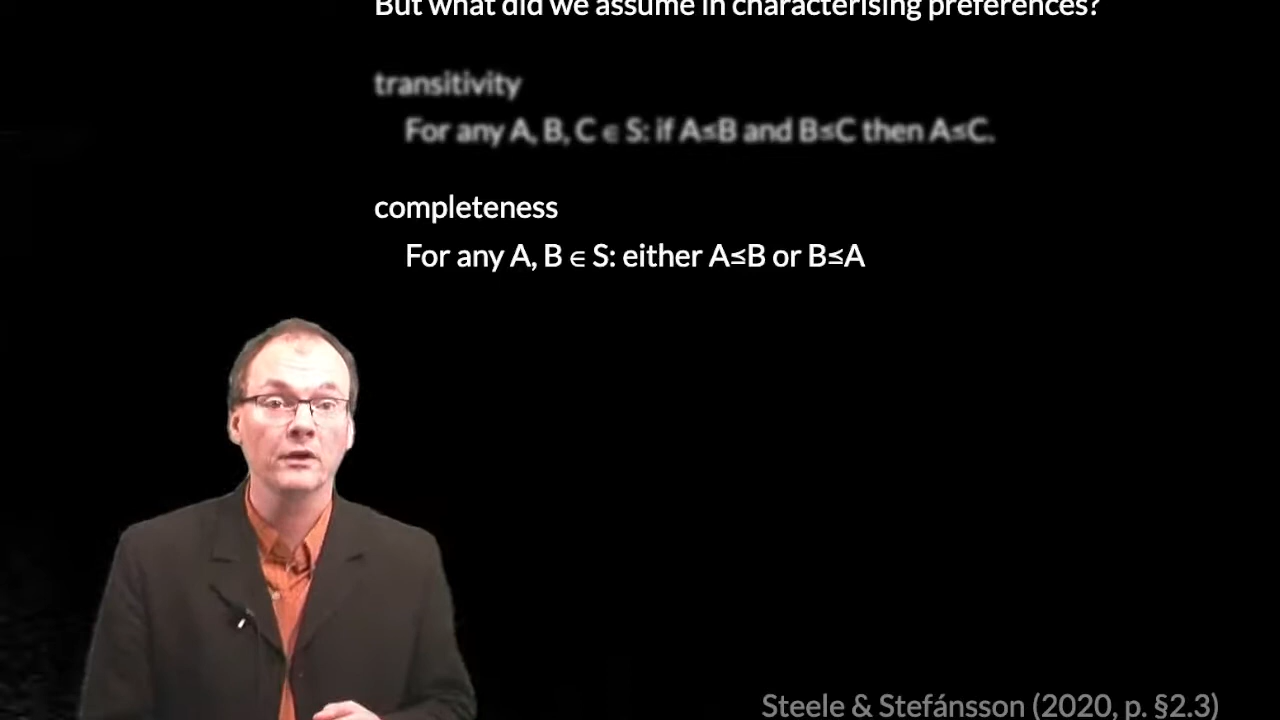 But what did we assume in characterising preferences?
transitivity
For any A, B, C ∈ S: if A≤B and B≤C then A≤C.
completeness
For any A, B ∈ S: either A≤B or B≤A
Steele & Stefánsson (2020, p. §2.3)